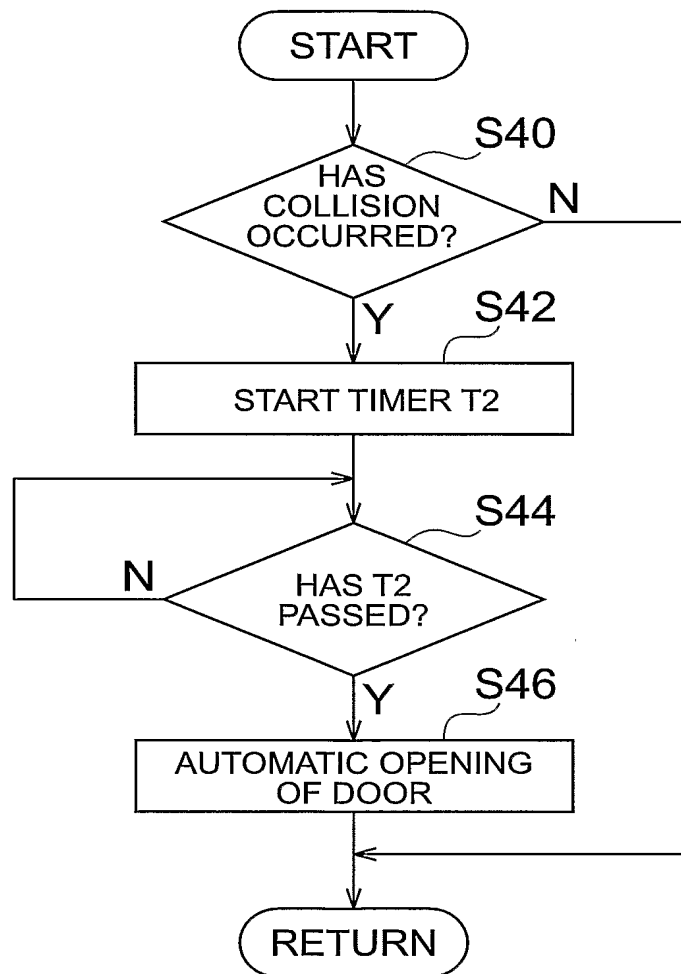 START
S40
HAS
COLLISION
OCCURRED?
N
Y
S42
START TIMER T2
S44
N
HAS T2
PASSED?
Y
S46
AUTOMATIC OPENING
OF DOOR
RETURN